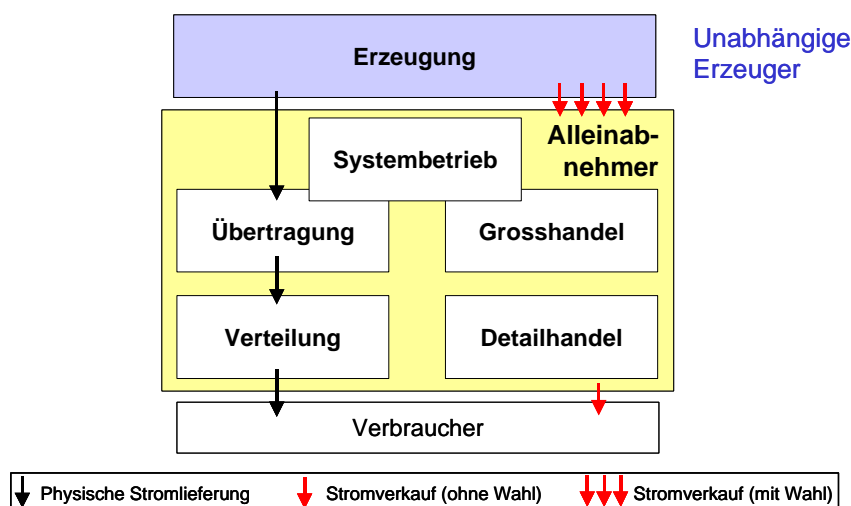 Erzeugung
Unabhängige
Erzeuger
Alleinab-
nehmer
Systembetrieb
Übertragung
Grosshandel
Verteilung
Detailhandel
Verbraucher
Physische Stromlieferung
Stromverkauf (ohne Wahl)
Stromverkauf (mit Wahl)